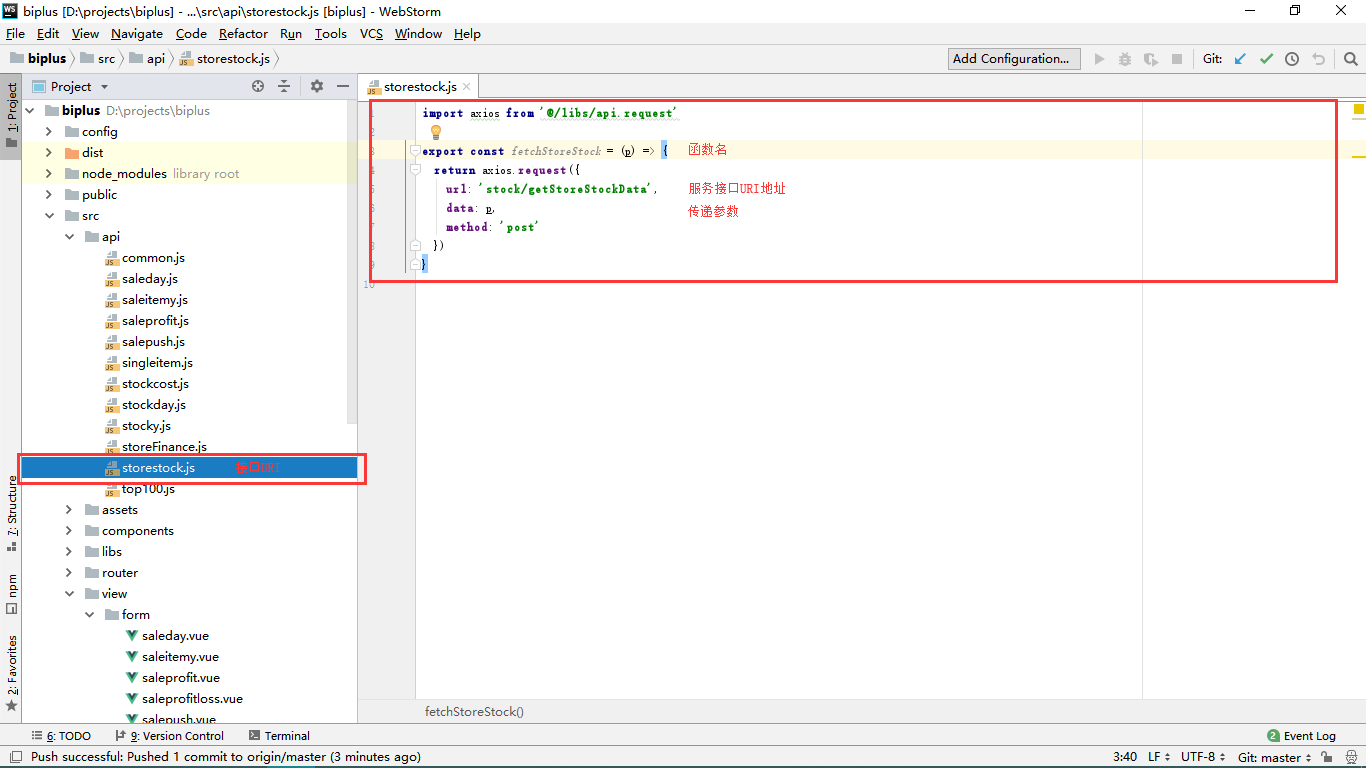 biplus [D:\projects\biplus] - ...\src\api\storestock.js [biplus] - WebStorm
File Edit View Navigate Code Refactor Run Tools VCS Window Help
biplus src api storestock.js Add Configuration... Git:
1: Project
Project
storestock.js
biplus D:\projects\biplus
config
dist
node_modules library root
public
src
api
common.js
saleday.js
saleitemy.js
saleprofit.js
salepush.js
singleitem.js
stockcost.js
stockday.js
stocky.js
storeFinance.js
storestock.js 接口URI
top100.js
assets
components
libs
router
view
form
saleday.vue
saleitemy.vue
saleprofit.vue
saleprofitloss.vue
salepush.vue
7: Structure
npm
2: Favorites
1 import axios from '@/libs/api.request'
2
3 export const fetchStoreStock = (p) => { 函数名
4 return axios.request({
5 url: 'stock/getStoreStockData', 服务接口URI地址
6 data: p, 传递参数
7 method: 'post'
8 })
9 }
10
fetchStoreStock()
6: TODO 9: Version Control Terminal 2 Event Log
Push successful: Pushed 1 commit to origin/master (3 minutes ago) 3:40 LF UTF-8 Git: master